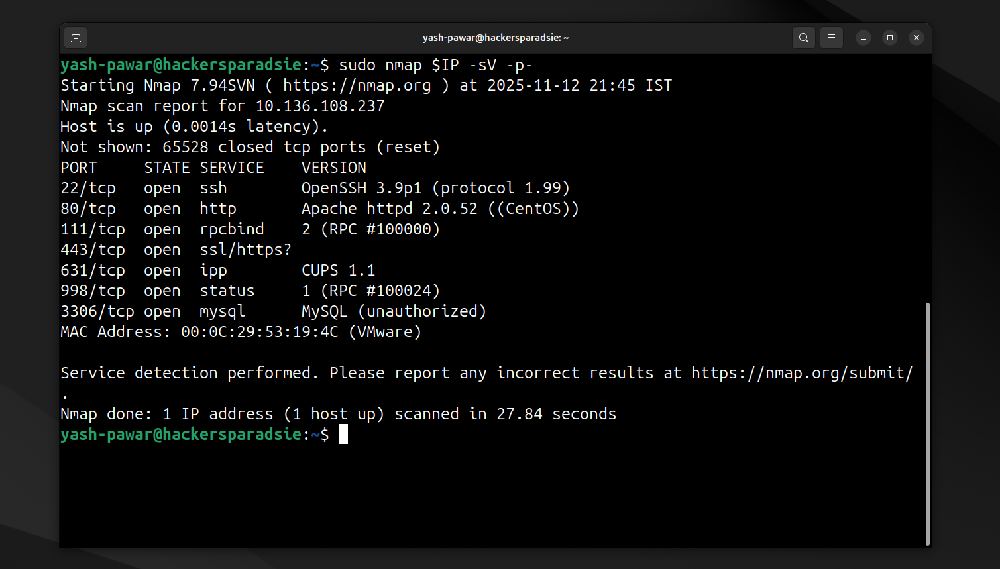 yash-pawar@hackersparadsie: ~
yash-pawar@hackersparadsie:~$ sudo nmap $IP -sV -p-
Starting Nmap 7.94SVN ( https://nmap.org ) at 2025-11-12 21:45 IST
Nmap scan report for 10.136.108.237
Host is up (0.0014s latency).
Not shown: 65528 closed tcp ports (reset)
PORT     STATE SERVICE    VERSION
22/tcp   open  ssh        OpenSSH 3.9p1 (protocol 1.99)
80/tcp   open  http       Apache httpd 2.0.52 ((CentOS))
111/tcp  open  rpcbind    2 (RPC #100000)
443/tcp  open  ssl/https?
631/tcp  open  ipp        CUPS 1.1
998/tcp  open  status     1 (RPC #100024)
3306/tcp open  mysql      MySQL (unauthorized)
MAC Address: 00:0C:29:53:19:4C (VMware)
Service detection performed. Please report any incorrect results at https://nmap.org/submit/
.
Nmap done: 1 IP address (1 host up) scanned in 27.84 seconds
yash-pawar@hackersparadsie:~$